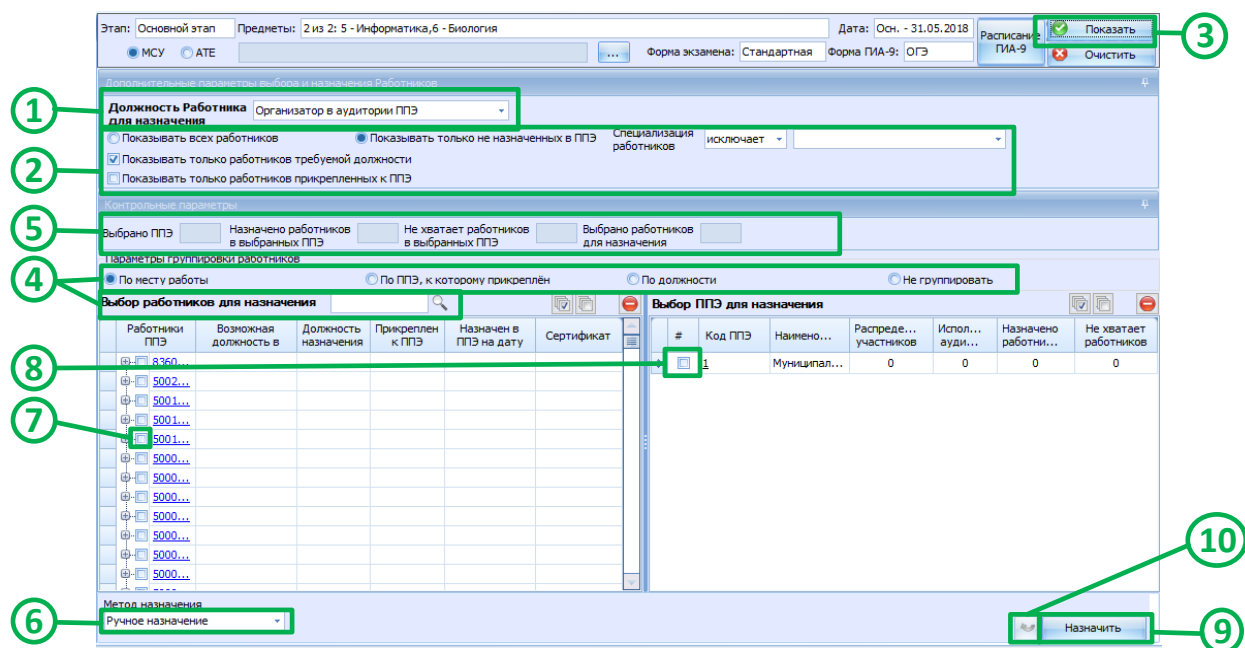 Этап: Основной этап Предметы: 2 из 2: 5 - Информатика,6 - Биология Дата: Осн. - 31.05.2018 Расписание ГИА-9 Показать 3
МСУ АТЕ ... Форма экзамена: Стандартная Форма ГИА-9: ОГЭ Очистить
Дополнительные параметры выбора и назначения Работников
1 Должность Работника для назначения Организатор в аудитории ППЭ
Показывать всех работников Показывать только не назначенных в ППЭ Специализация работников исключает
Показывать только работников требуемой должности
2
Показывать только работников прикрепленных к ППЭ
Контрольные параметры
5 Выбрано ППЭ Назначено работников в выбранных ППЭ Не хватает работников в выбранных ППЭ Выбрано работников для назначения
Параметры группировки работников
4 По месту работы По ППЭ, к которому прикреплён По должности Не группировать
Выбор работников для назначения Выбор ППЭ для назначения
Работники ППЭ Возможная должность в Должность назначения Прикреплен к ППЭ Назначен в ППЭ на дату Сертификат # Код ППЭ Наимено... Распреде... участников Испол... ауди... Назначено работни... Не хватает работников
8 8360... 1 Муниципал... 0 0 0 0
5002...
5001...
7 5001...
5001...
5000...
5000...
5000...
5000...
5000...
5000...
5000...
10
Метод назначения
6 Ручное назначение Назначить 9